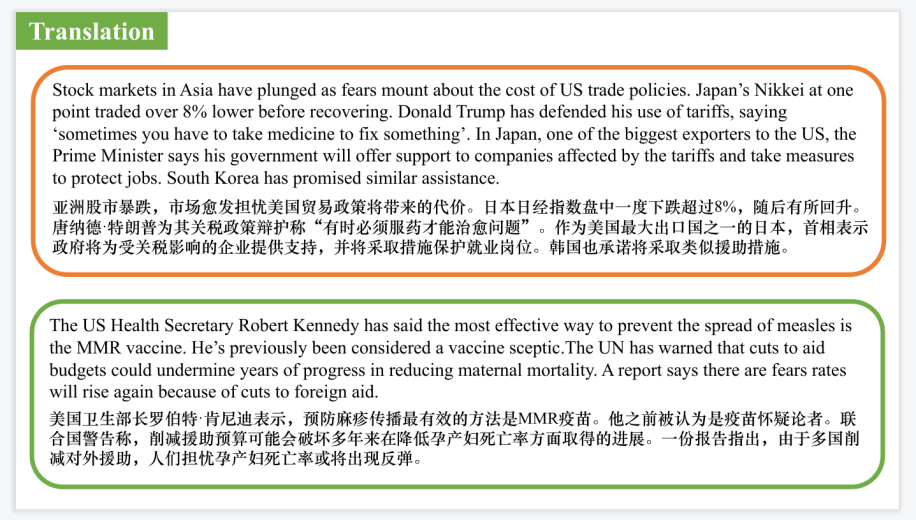 Translation
Stock markets in Asia have plunged as fears mount about the cost of US trade policies. Japan's Nikkei at one
point traded over 8% lower before recovering. Donald Trump has defended his use of tariffs, saying
‘sometimes you have to take medicine to fix something’. In Japan, one of the biggest exporters to the US, the
Prime Minister says his government will offer support to companies affected by the tariffs and take measures
to protect jobs. South Korea has promised similar assistance.
亚洲股市暴跌，市场愈发担忧美国贸易政策将带来的代价。日本日经指数盘中一度下跌超过8%，随后有所回升。
唐纳德·特朗普为其关税政策辩护称“有时必须服药才能治愈问题”。作为美国最大出口国之一的日本，首相表示
政府将为受关税影响的企业提供支持，并将采取措施保护就业岗位。韩国也承诺将采取类似援助措施。
The US Health Secretary Robert Kennedy has said the most effective way to prevent the spread of measles is
the MMR vaccine. He's previously been considered a vaccine sceptic.The UN has warned that cuts to aid
budgets could undermine years of progress in reducing maternal mortality. A report says there are fears rates
will rise again because of cuts to foreign aid.
美国卫生部长罗伯特·肯尼迪表示，预防麻疹传播最有效的方法是MMR疫苗。他之前被认为是疫苗怀疑论者。联
合国警告称，削减援助预算可能会破坏多年来在降低孕产妇死亡率方面取得的进展。一份报告指出，由于多国削
减对外援助，人们担忧孕产妇死亡率或将出现反弹。